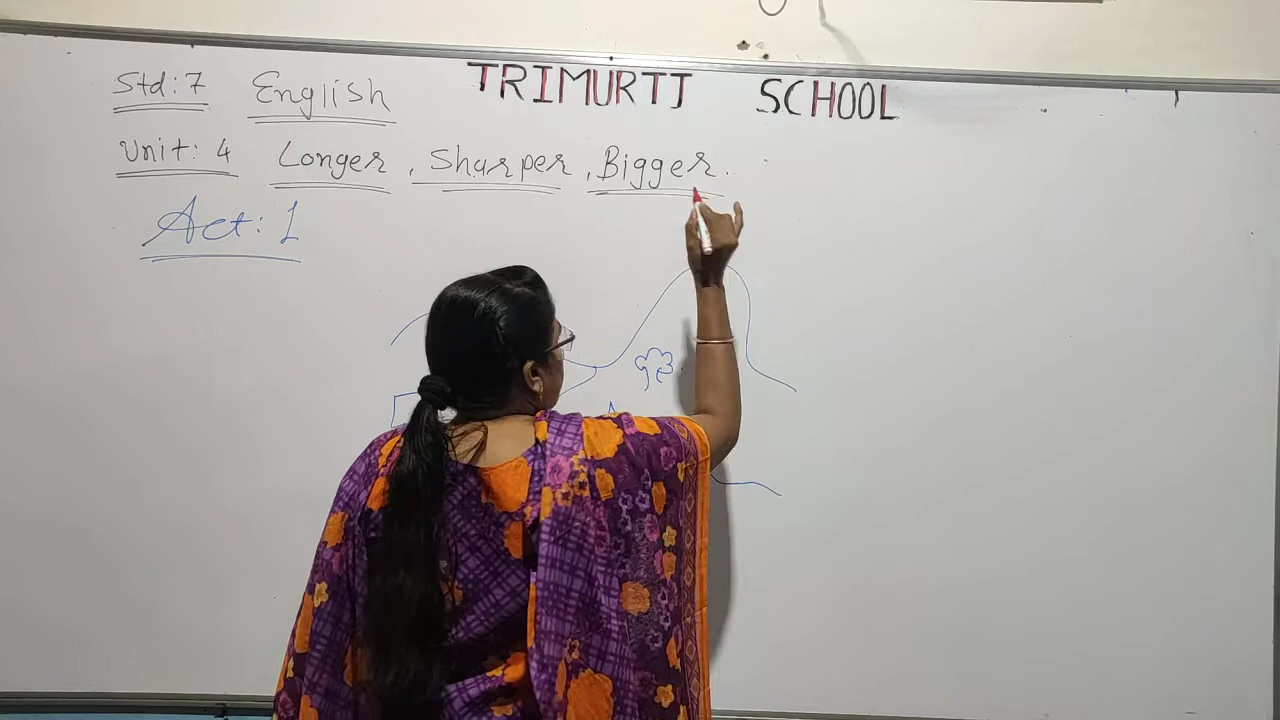 TRIMURTI SCHOOL
Std: 7 English
Unit: 4 Longer, Sharper, Bigger.
Act: 1